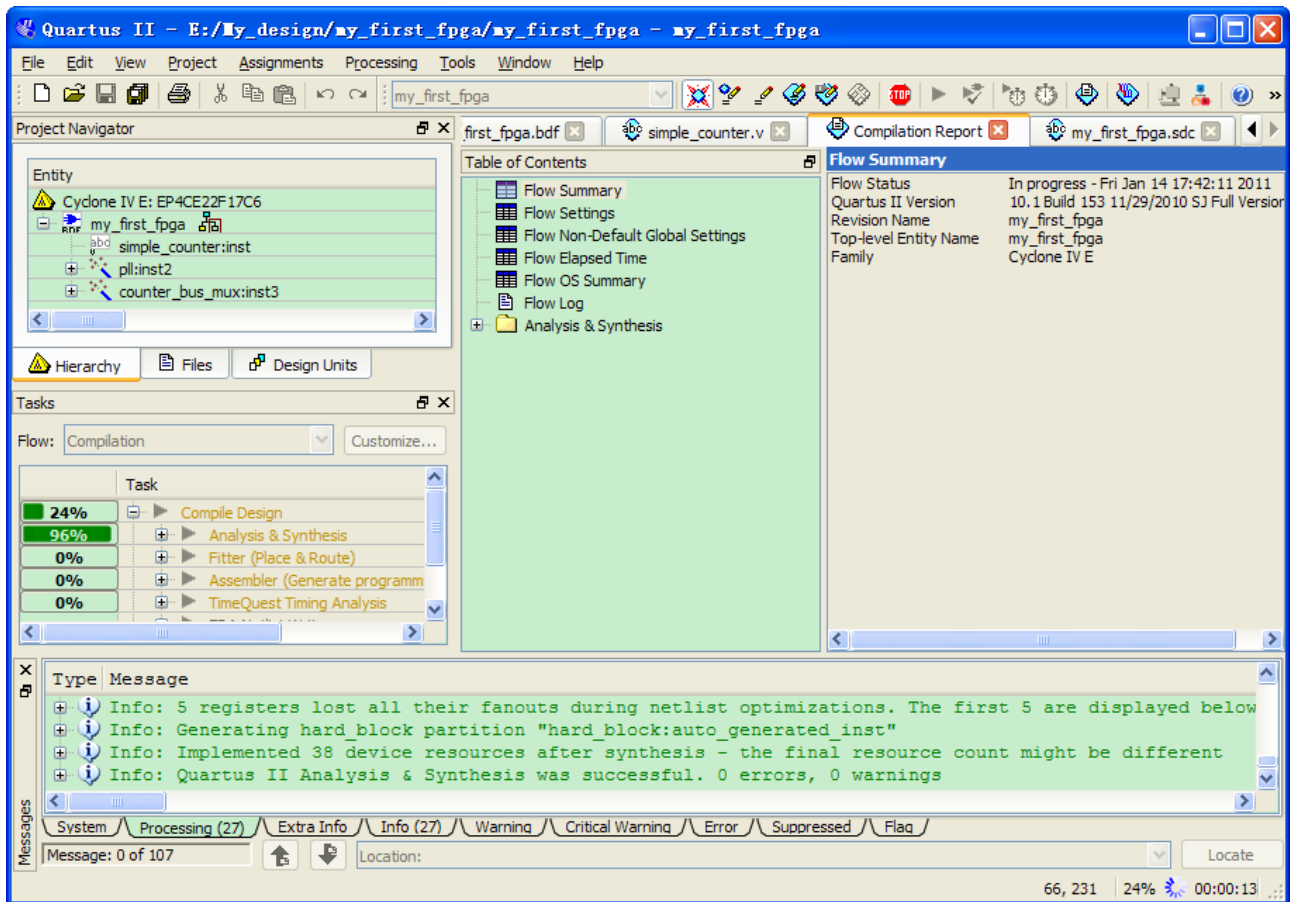 Quartus II - E:/My_design/my_first_fpga/my_first_fpga - my_first_fpga
File Edit View Project Assignments Processing Tools Window Help
my_first_fpga STOP »
Project Navigator
first_fpga.bdf simple_counter.v Compilation Report my_first_fpga.sdc
Entity
Cyclone IV E: EP4CE22F17C6
my_first_fpga
simple_counter:inst
pll:inst2
counter_bus_mux:inst3
Hierarchy Files Design Units
Table of Contents
Flow Summary
Flow Settings
Flow Non-Default Global Settings
Flow Elapsed Time
Flow OS Summary
Flow Log
Analysis & Synthesis
Flow Summary
Flow Status In progress - Fri Jan 14 17:42:11 2011
Quartus II Version 10.1 Build 153 11/29/2010 SJ Full Version
Revision Name my_first_fpga
Top-level Entity Name my_first_fpga
Family Cyclone IV E
Tasks
Flow: Compilation Customize...
Task
24% Compile Design
96% Analysis & Synthesis
0% Fitter (Place & Route)
0% Assembler (Generate programm
0% TimeQuest Timing Analysis
Type Message
Info: 5 registers lost all their fanouts during netlist optimizations. The first 5 are displayed below
Info: Generating hard_block partition "hard_block:auto_generated_inst"
Info: Implemented 38 device resources after synthesis - the final resource count might be different
Info: Quartus II Analysis & Synthesis was successful. 0 errors, 0 warnings
Messages
System Processing (27) Extra Info Info (27) Warning Critical Warning Error Suppressed Flag
Message: 0 of 107 Location: Locate
66, 231 24% 00:00:13